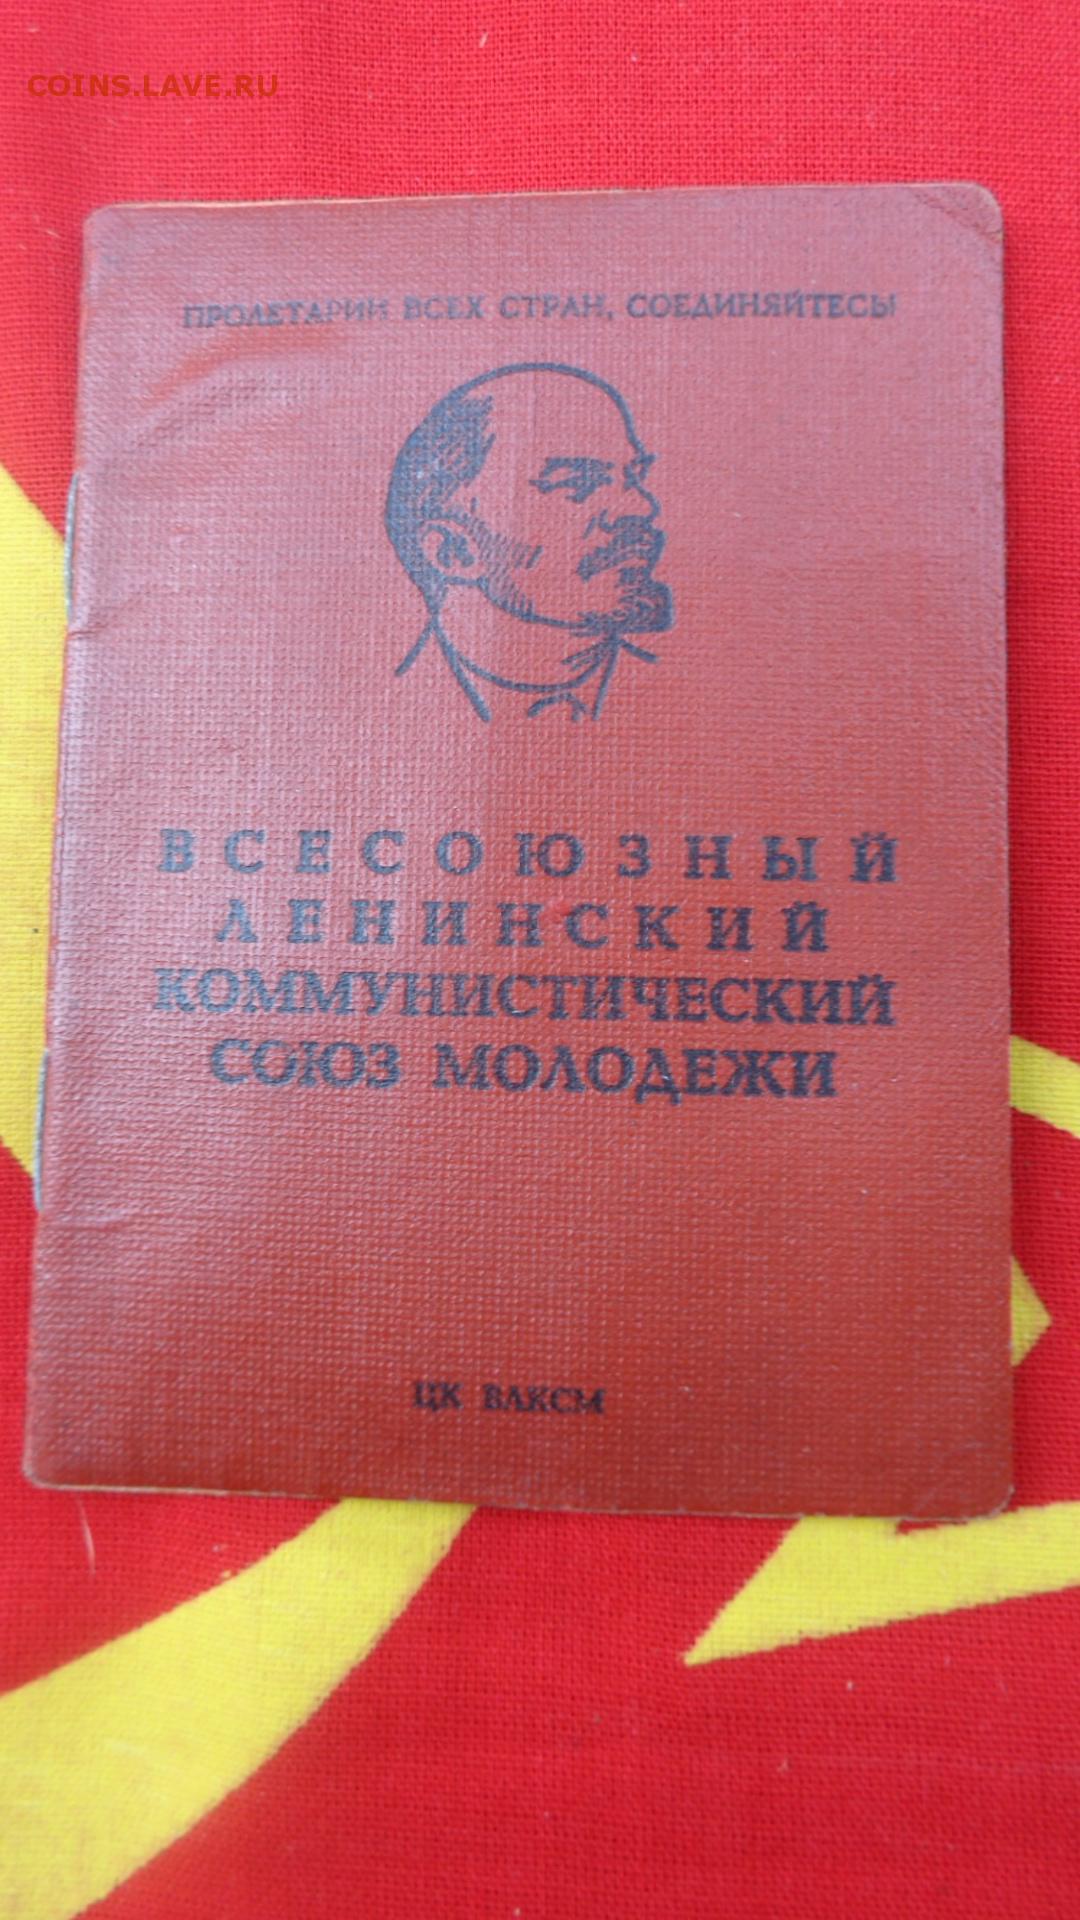 COINS.LAVE.RU
ПРОЛЕТАРИИ ВСЕХ СТРАН, СОЕДИНЯЙТЕСЬ!
ВСЕСОЮЗНЫЙ
ЛЕНИНСКИЙ
КОММУНИСТИЧЕСКИЙ
СОЮЗ МОЛОДЕЖИ
ЦК ВЛКСМ